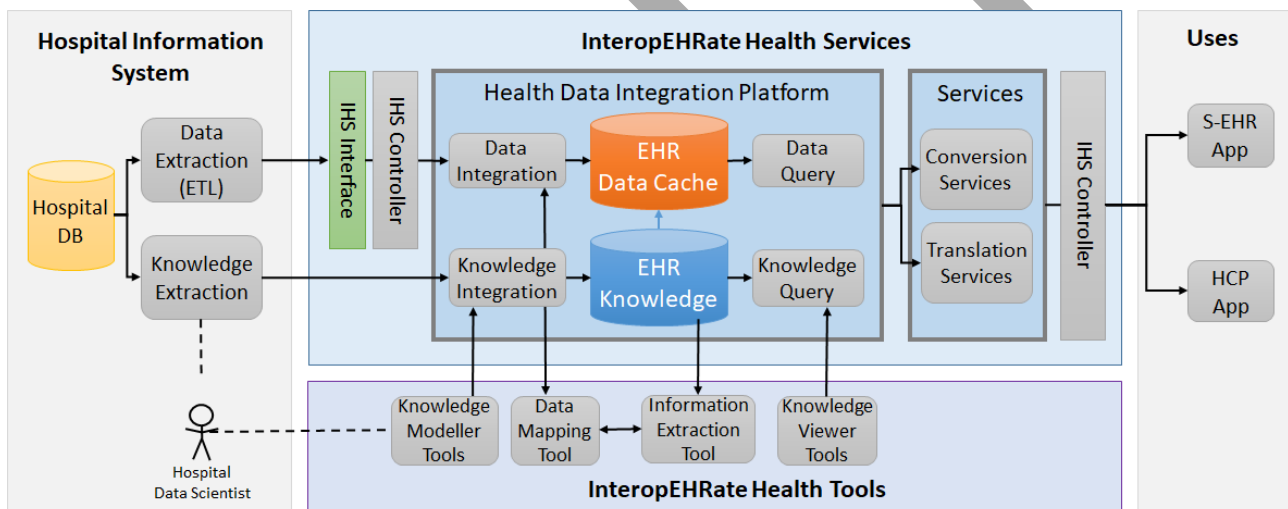 Hospital Information
System
Data
Extraction
(ETL)
Hospital
DB
Knowledge
Extraction
Hospital
Data Scientist
InteropEHRate Health Services
IHS Interface
IHS Controller
Health Data Integration Platform
Data
Integration
EHR
Data Cache
Data
Query
Knowledge
Integration
EHR
Knowledge
Knowledge
Query
Services
Conversion
Services
Translation
Services
IHS Controller
Uses
S-EHR
App
HCP
App
Knowledge
Modeller
Tools
Data
Mapping
Tool
Information
Extraction
Tool
Knowledge
Viewer
Tools
InteropEHRate Health Tools